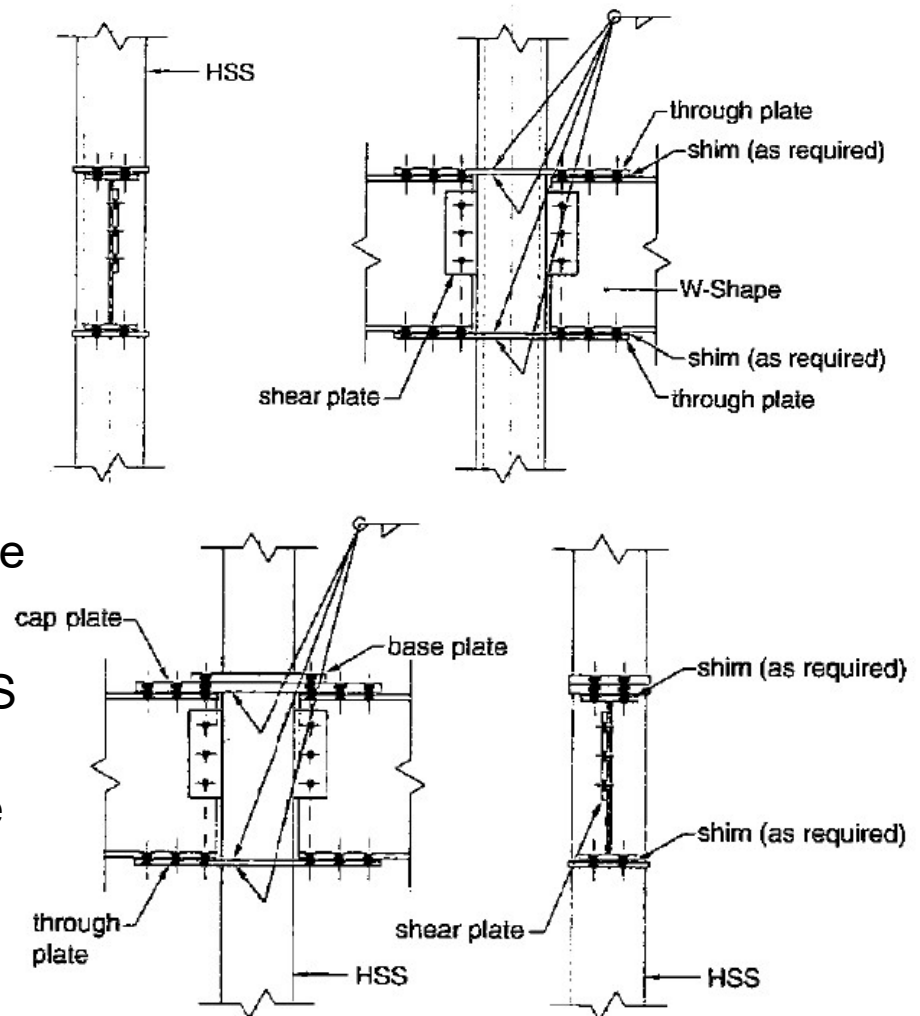 HSS
through plate
shim (as required)
W-Shape
shim (as required)
through plate
shear plate
cap plate
base plate
shim (as required)
shim (as required)
through
plate
shear plate
HSS
HSS